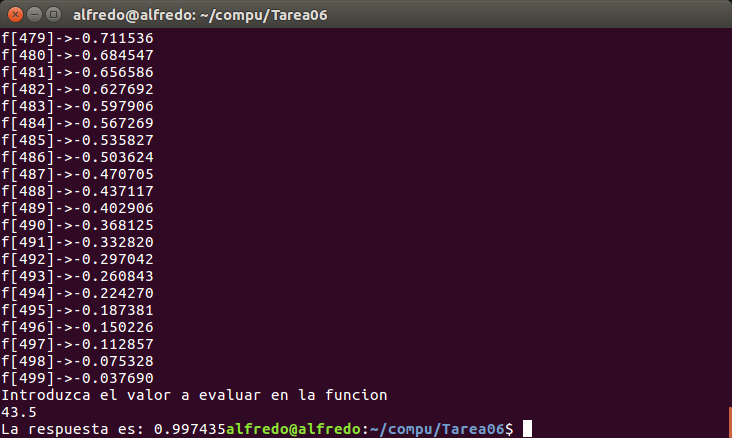 alfredo@alfredo: ~/compu/Tarea06
f[479]->-0.711536
f[480]->-0.684547
f[481]->-0.656586
f[482]->-0.627692
f[483]->-0.597906
f[484]->-0.567269
f[485]->-0.535827
f[486]->-0.503624
f[487]->-0.470705
f[488]->-0.437117
f[489]->-0.402906
f[490]->-0.368125
f[491]->-0.332820
f[492]->-0.297042
f[493]->-0.260843
f[494]->-0.224270
f[495]->-0.187381
f[496]->-0.150226
f[497]->-0.112857
f[498]->-0.075328
f[499]->-0.037690
Introduzca el valor a evaluar en la funcion
43.5
La respuesta es: 0.997435alfredo@alfredo:~/compu/Tarea06$